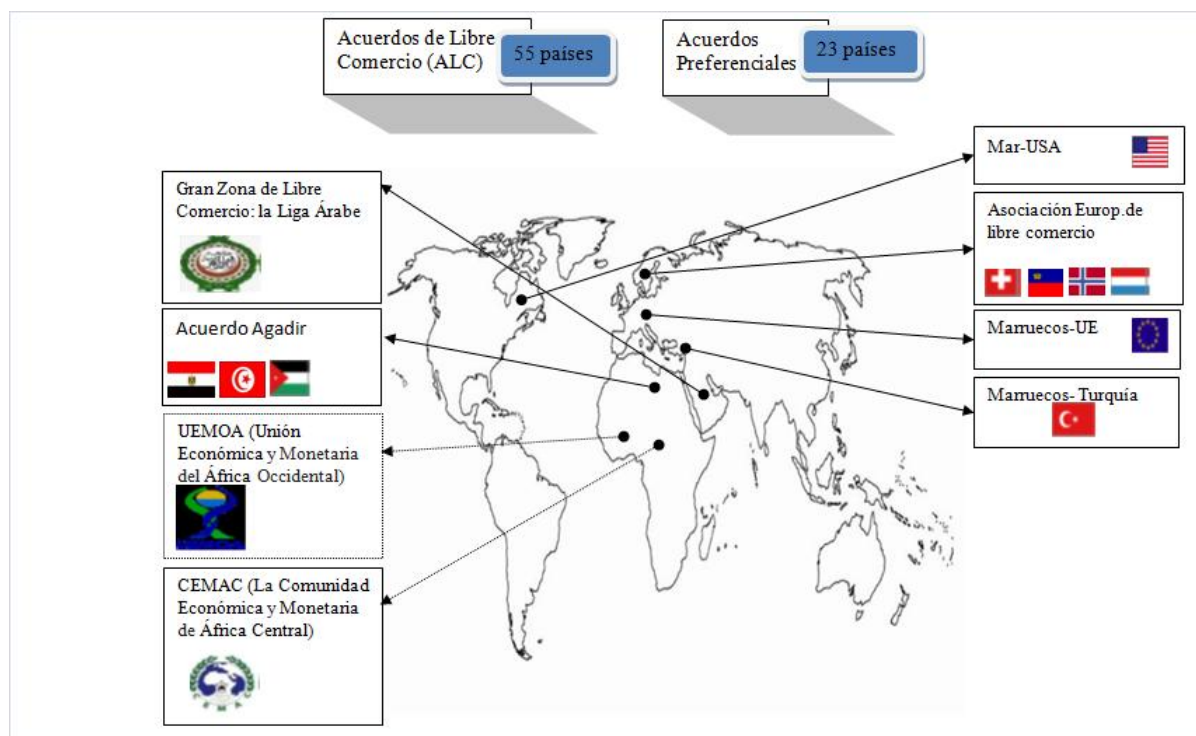 Acuerdos de Libre
Comercio (ALC)
55 países
Acuerdos
Preferenciales
23 países
Gran Zona de Libre
Comercio: la Liga Árabe
Acuerdo Agadir
UEMOA (Unión
Económica y Monetaria
del África Occidental)
CEMAC (La Comunidad
Económica y Monetaria
de África Central)
C E M A C
Mar-USA
Asociación Europ.de
libre comercio
Marruecos-UE
Marruecos- Turquía